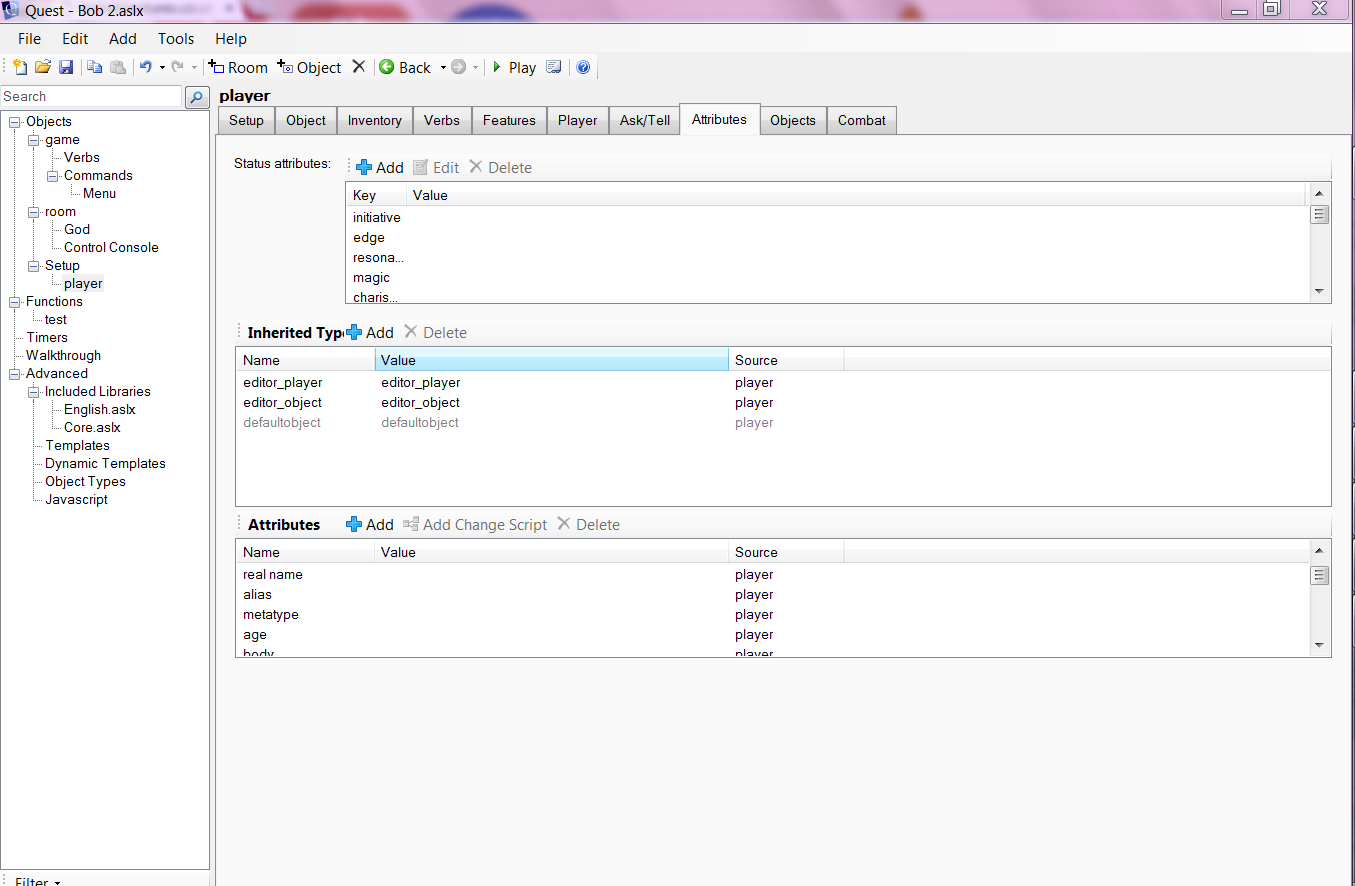 Quest - Bob 2.aslx
File Edit Add Tools Help
Room Object Back Play
Search
player
Setup Object Inventory Verbs Features Player Ask/Tell Attributes Objects Combat
Objects
game
Verbs
Commands
Menu
room
God
Control Console
Setup
player
Functions
test
Timers
Walkthrough
Advanced
Included Libraries
English.aslx
Core.aslx
Templates
Dynamic Templates
Object Types
Javascript
Filter
Status attributes: Add Edit Delete
Key Value
initiative
edge
resona...
magic
charis...
Inherited Typ Add Delete
Name Value Source
editor_player editor_player player
editor_object editor_object player
defaultobject defaultobject player
Attributes Add Add Change Script Delete
Name Value Source
real name player
alias player
metatype player
age player
body player